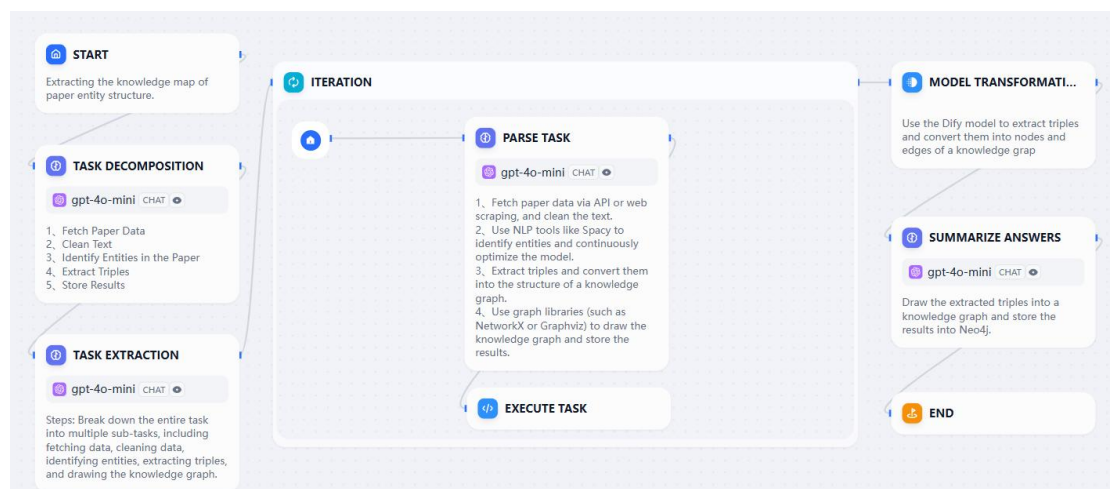 START
Extracting the knowledge map of
paper entity structure.
TASK DECOMPOSITION
gpt-4o-mini CHAT
1、Fetch Paper Data
2、Clean Text
3、Identify Entities in the Paper
4、Extract Triples
5、Store Results
TASK EXTRACTION
gpt-4o-mini CHAT
Steps: Break down the entire task
into multiple sub-tasks, including
fetching data, cleaning data,
identifying entities, extracting triples,
and drawing the knowledge graph.
ITERATION
PARSE TASK
gpt-4o-mini CHAT
1、Fetch paper data via API or web
scraping, and clean the text.
2、Use NLP tools like Spacy to
identify entities and continuously
optimize the model.
3、Extract triples and convert them
into the structure of a knowledge
graph.
4、Use graph libraries (such as
NetworkX or Graphviz) to draw the
knowledge graph and store the
results.
EXECUTE TASK
MODEL TRANSFORMATI...
Use the Dify model to extract triples
and convert them into nodes and
edges of a knowledge grap
SUMMARIZE ANSWERS
gpt-4o-mini CHAT
Draw the extracted triples into a
knowledge graph and store the
results into Neo4j.
END